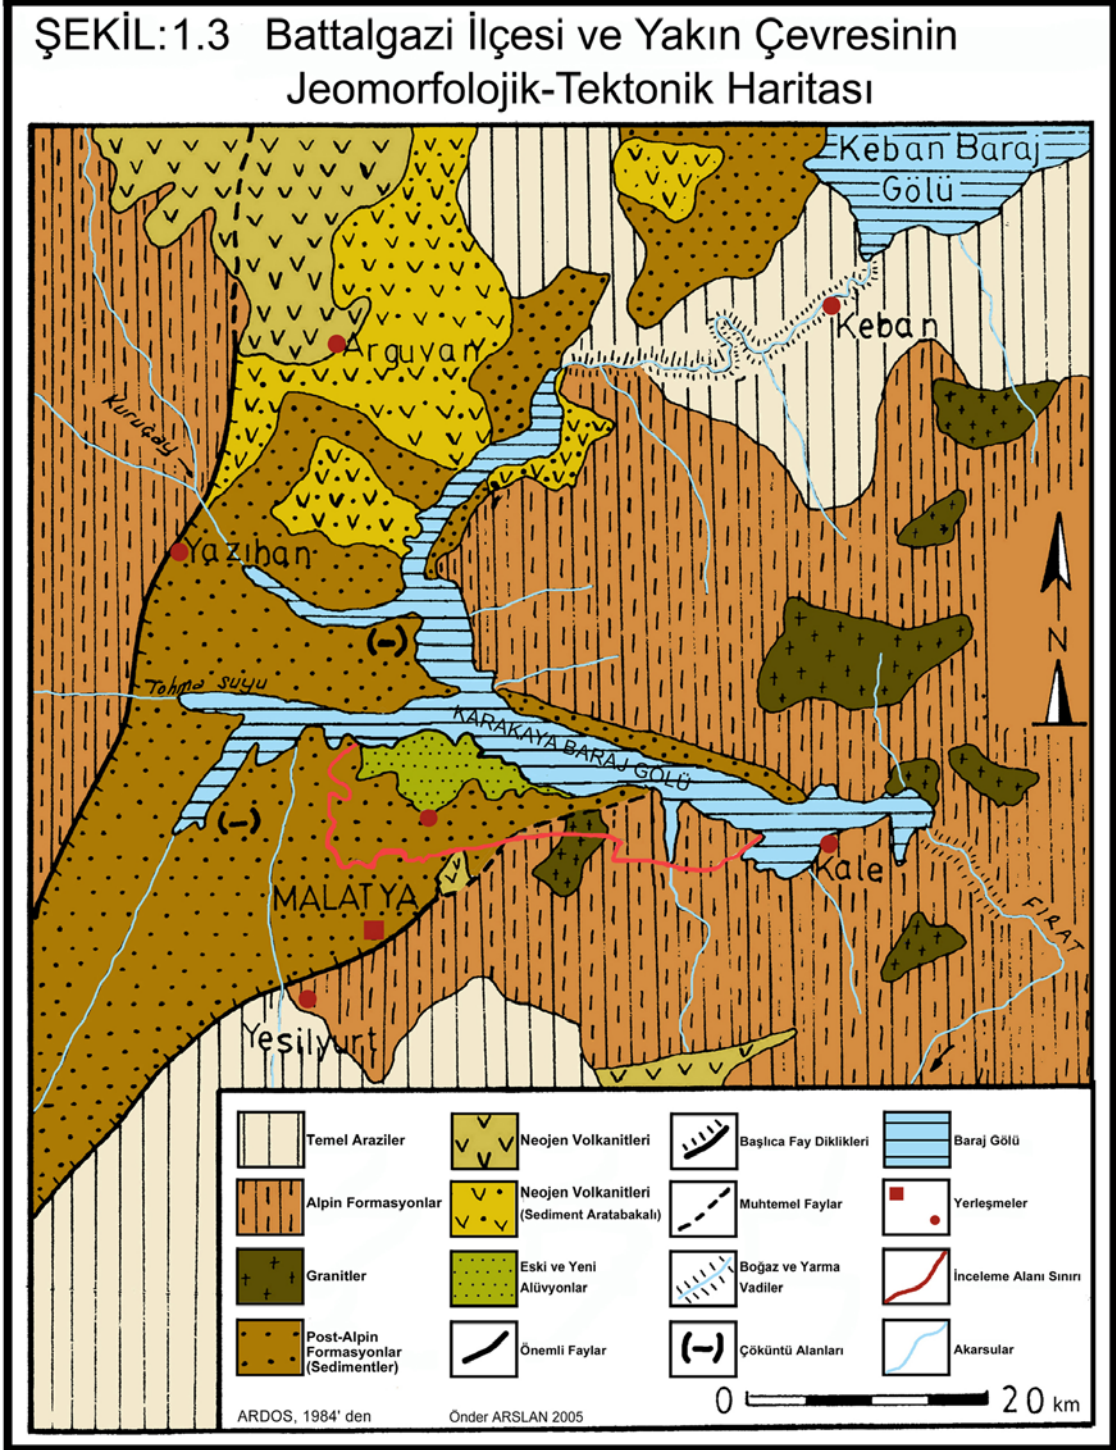 ŞEKİL:1.3 Battalgazi İlçesi ve Yakın Çevresinin
Jeomorfolojik-Tektonik Haritası
Keban Baraj
Gölü
Keban
Arguvan
Kuruçay
Yazıhan
(-)
N
Tohma suyu
KARAKAYA BARAJ GÖLÜ
(-)
Kale
MALATYA
FIRAT
Yeşilyurt
Temel Araziler
Neojen Volkanitleri
Başlıca Fay Diklikleri
Baraj Gölü
Alpin Formasyonlar
Neojen Volkanitleri
(Sediment Aratabakalı)
Muhtemel Faylar
Yerleşmeler
Granitler
Eski ve Yeni
Alüvyonlar
Boğaz ve Yarma
Vadiler
İnceleme Alanı Sınırı
Post-Alpin
Formasyonlar
(Sedimentler)
Önemli Faylar
(-)
Çöküntü Alanları
Akarsular
0 20 km
ARDOS, 1984' den
Önder ARSLAN 2005